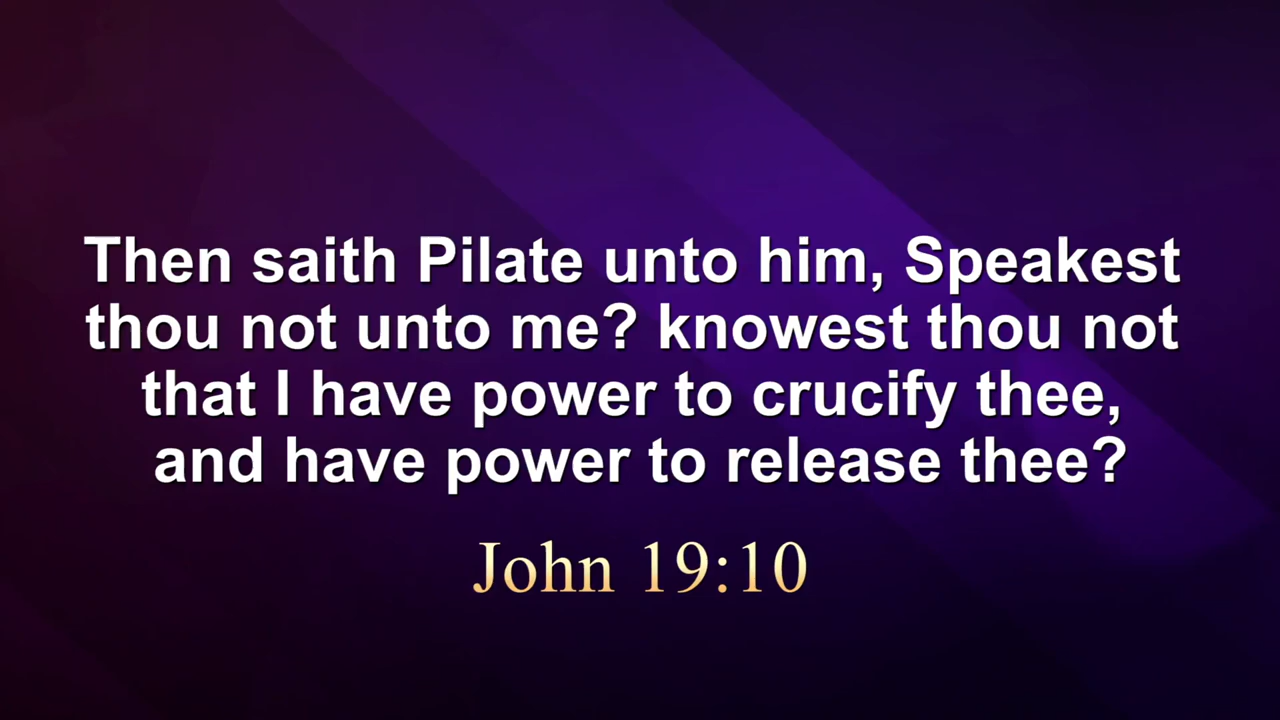 Then saith Pilate unto him, Speakest
thou not unto me? knowest thou not
that I have power to crucify thee,
and have power to release thee?
John 19:10